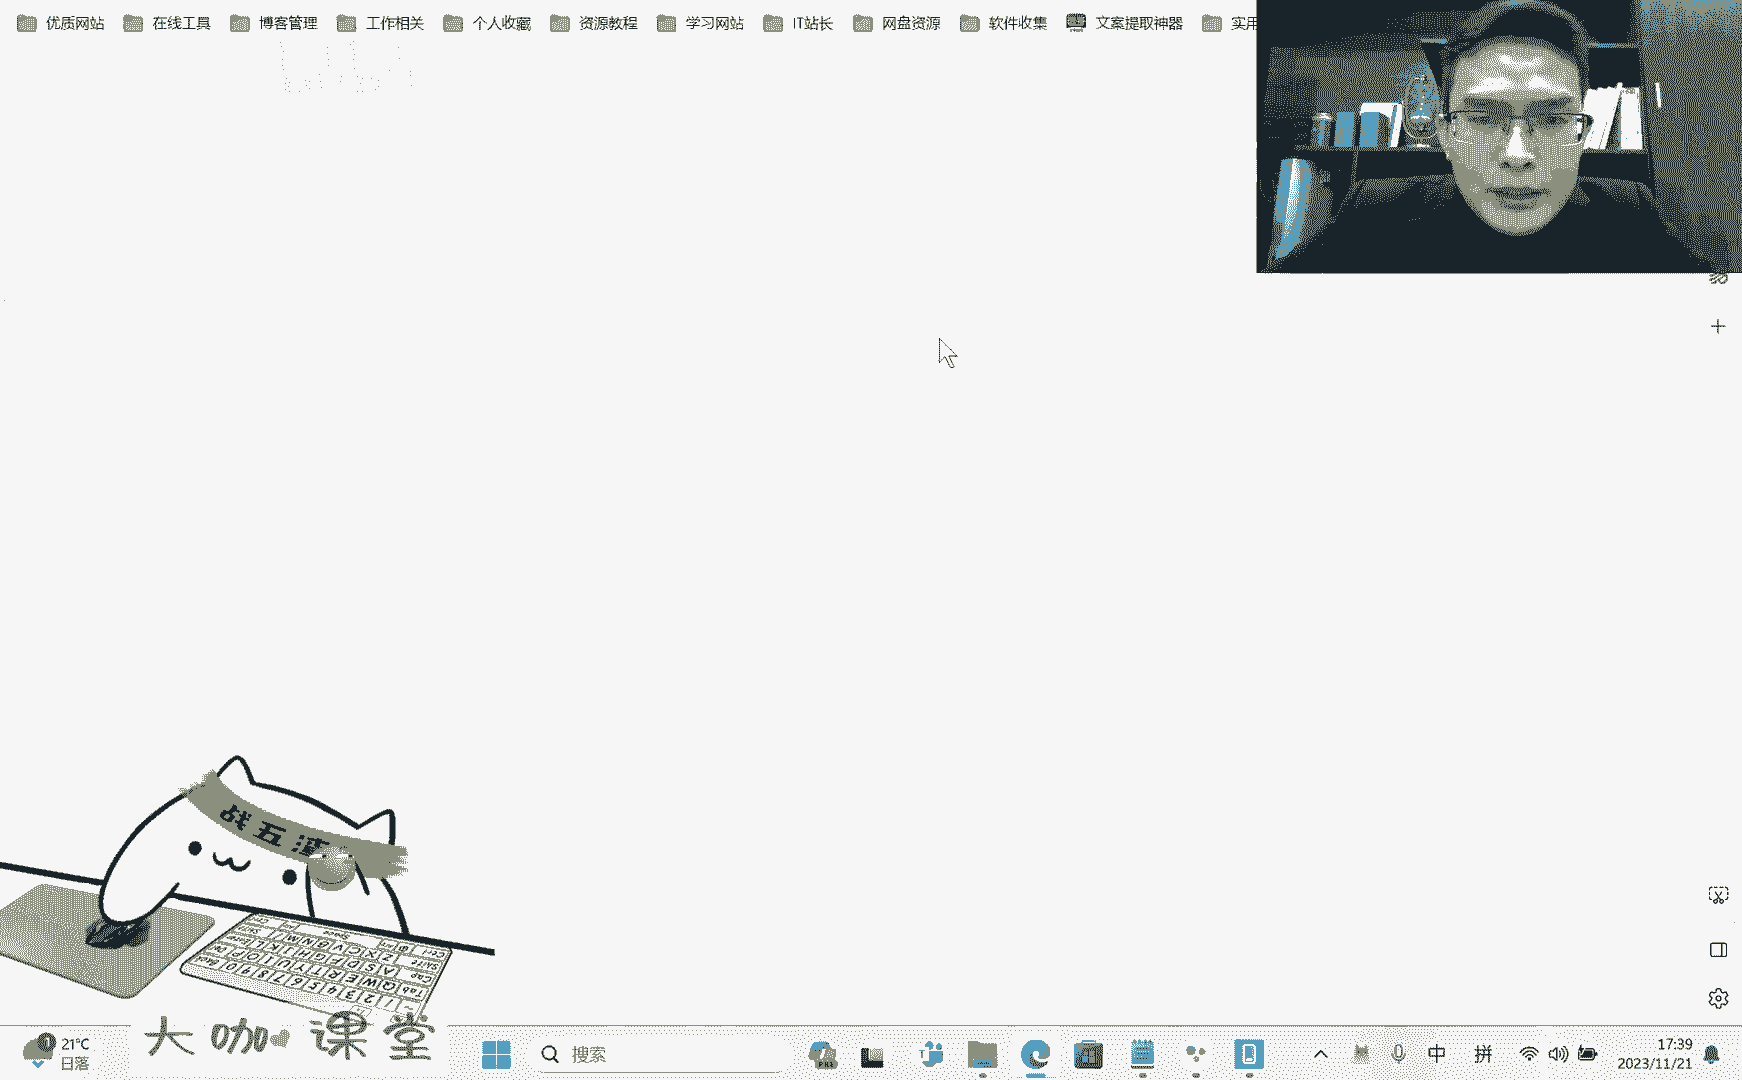 优质网站 在线工具 博客管理 工作相关 个人收藏 资源教程 学习网站 IT站长 网盘资源 软件收集 文案提取神器 实用
战五渣
大咖课堂
21°C
日落
搜索
中 拼
17:39
2023/11/21